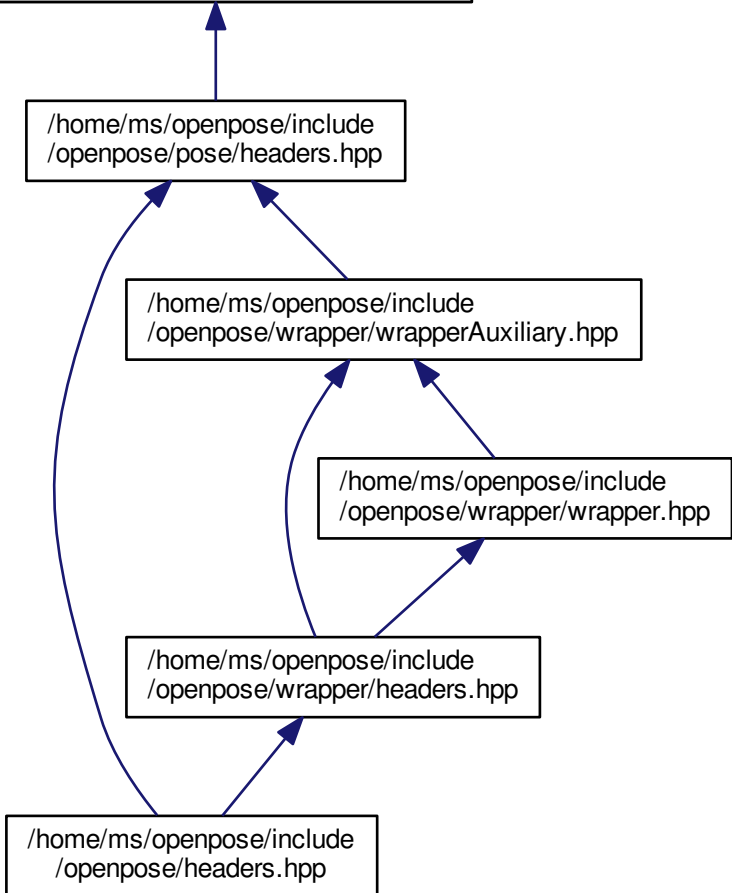 /home/ms/openpose/include
/openpose/pose/headers.hpp
/home/ms/openpose/include
/openpose/wrapper/wrapperAuxiliary.hpp
/home/ms/openpose/include
/openpose/wrapper/wrapper.hpp
/home/ms/openpose/include
/openpose/wrapper/headers.hpp
/home/ms/openpose/include
/openpose/headers.hpp